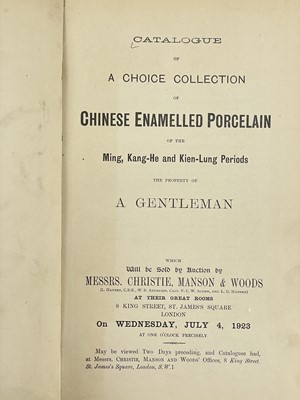 CATALOGUE
OF
A CHOICE COLLECTION
OF
CHINESE ENAMELLED PORCELAIN
OF THE
Ming, Kang-He and Kien-Lung Periods
THE PROPERTY OF
A GENTLEMAN
WHICH
Will be Sold by Auction by
MESSRS. CHRISTIE, MANSON & WOODS
AT THEIR GREAT ROOMS
8 KING STREET, ST. JAMES'S SQUARE
LONDON
On WEDNESDAY, JULY 4, 1923
AT ONE O'CLOCK PRECISELY
May be viewed Two Days preceding, and Catalogues had,
at Messrs. CHRISTIE, MANSON AND WOODS' Offices, 8 King Street
St. James's Square, London, S.W.1